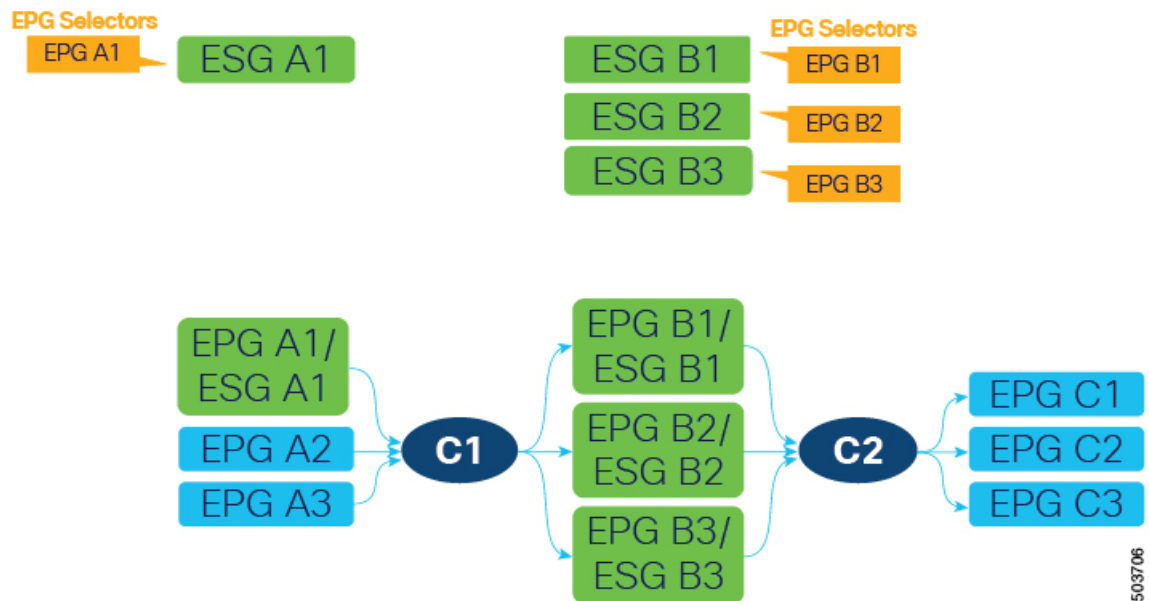 EPG Selectors
EPG A1
ESG A1
EPG Selectors
ESG B1
EPG B1
ESG B2
EPG B2
ESG B3
EPG B3
EPG A1/
ESG A1
EPG A2
EPG A3
C1
EPG B1/
ESG B1
EPG B2/
ESG B2
EPG B3/
ESG B3
C2
EPG C1
EPG C2
EPG C3
503706